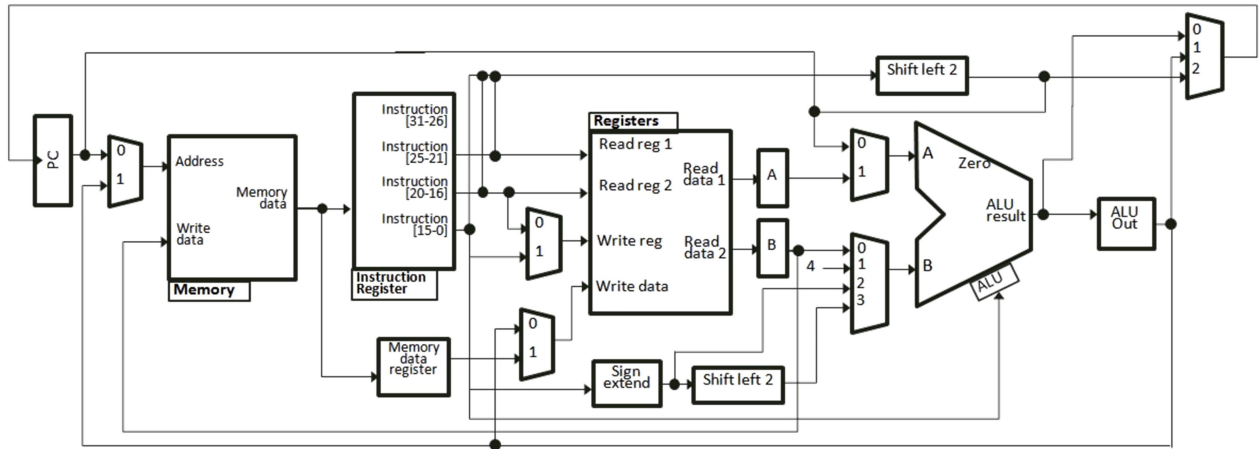 PC
0
1
Address
Memory
data
Write
data
Memory
Instruction
[31-26]
Instruction
[25-21]
Instruction
[20-16]
Instruction
[15-0]
Instruction
Register
Memory
data
register
0
1
0
1
Registers
Read reg 1
Read reg 2
Write reg
Write data
Read
data 1
Read
data 2
A
B
Sign
extend
Shift left 2
Shift left 2
0
1
4
0
1
2
3
A
B
Zero
ALU
result
ALU
ALU
Out
0
1
2